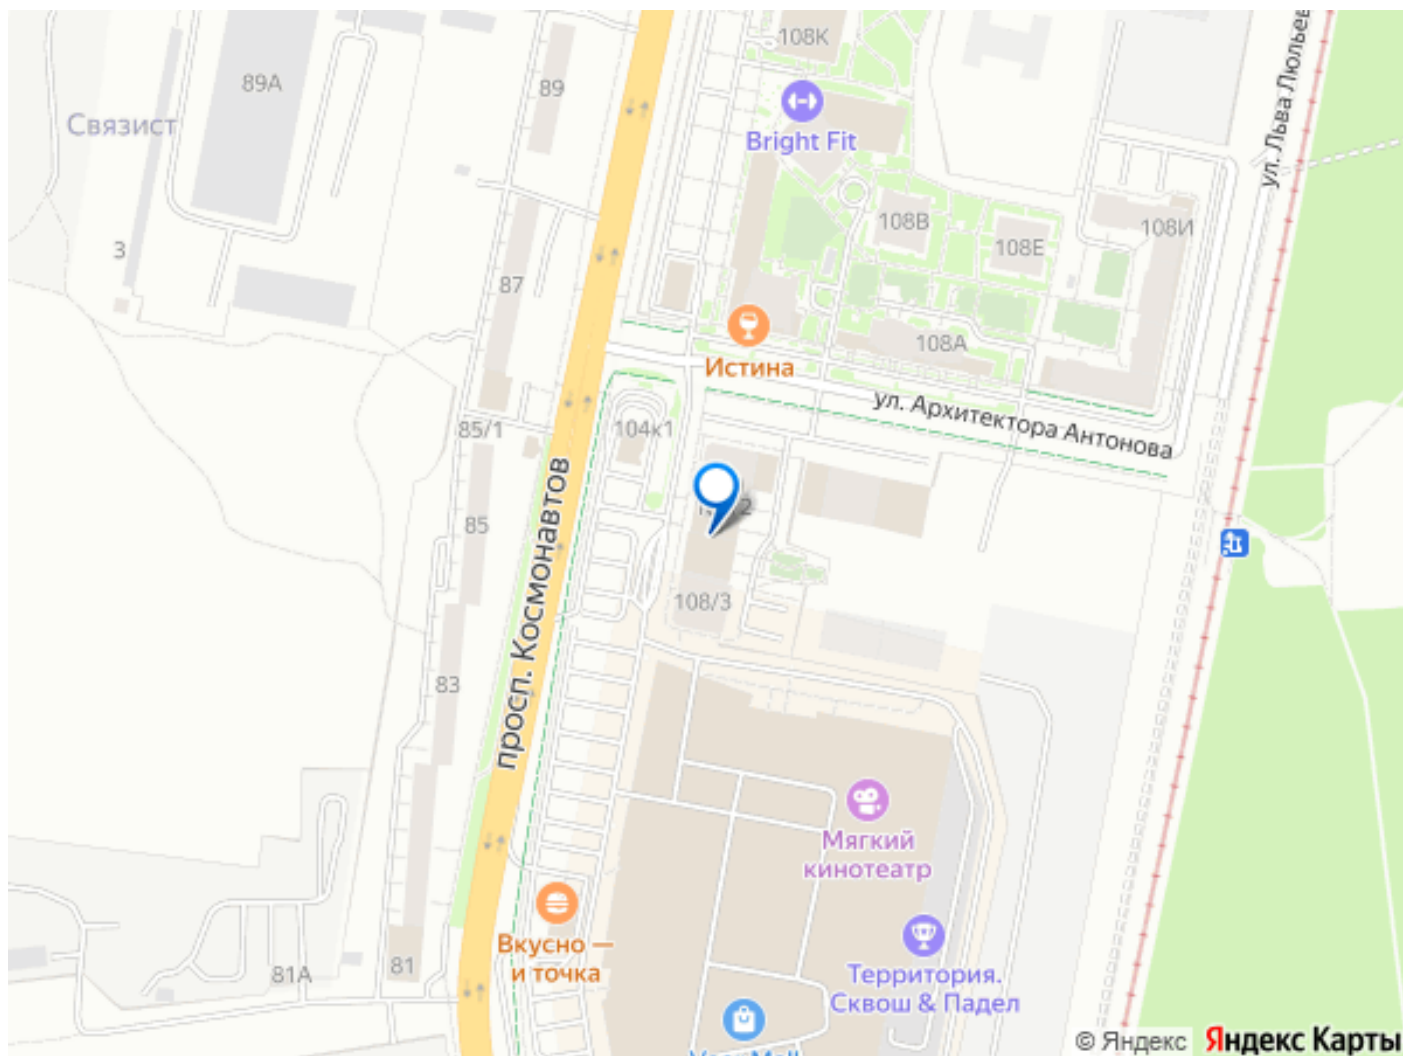 108К
89А
89
ул. Льва Люльев
Связист
Bright Fit
108В
108И
108Е
3
87
108А
Истина
ул. Архитектора Антонова
85/1
104к1
просп. Космонавтов
85
108/3
83
Мягкий
кинотеатр
Вкусно —
и точка
81
81А
Территория.
Сквош & Падел
© Яндекс
Яндекс Карты